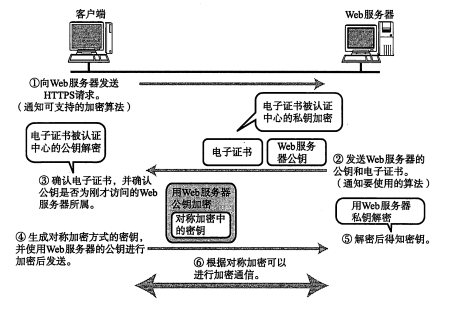 客户端
Web服务器
①向Web服务器发送
HTTPS请求。
（通知可支持的加密算法）
电子证书被认证
中心的私钥加密
电子证书被认证
中心的公钥解密
电子证书
Web服务
器公钥
② 发送Web服务器的
公钥和电子证书。
（通知要使用的算法）
③ 确认电子证书，并确认
公钥是否为刚才访问的Web
服务器所属。
用Web服务器
公钥加密
对称加密中
的密钥
用Web服务器
私钥解密
④ 生成对称加密方式的密钥，
并使用Web服务器的公钥进行
加密后发送。
⑤ 解密后得知密钥。
⑥ 根据对称加密可以
进行加密通信。